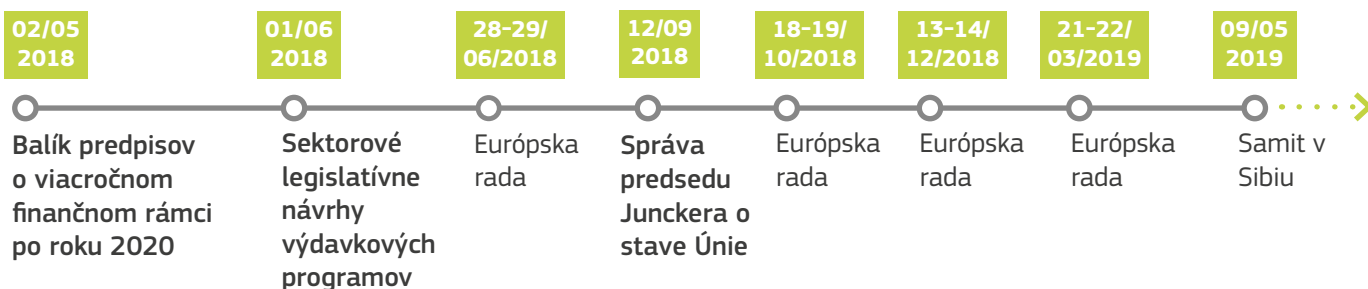 02/05
2018
Balík predpisov
o viacročnom
finančnom rámci
po roku 2020
01/06
2018
Sektorové
legislatívne
návrhy
výdavkových
programov
28-29/
06/2018
Európska
rada
12/09
2018
Správa
predsedu
Junckera o
stave Únie
18-19/
10/2018
Európska
rada
13-14/
12/2018
Európska
rada
21-22/
03/2019
Európska
rada
09/05
2019
Samit v
Sibiu